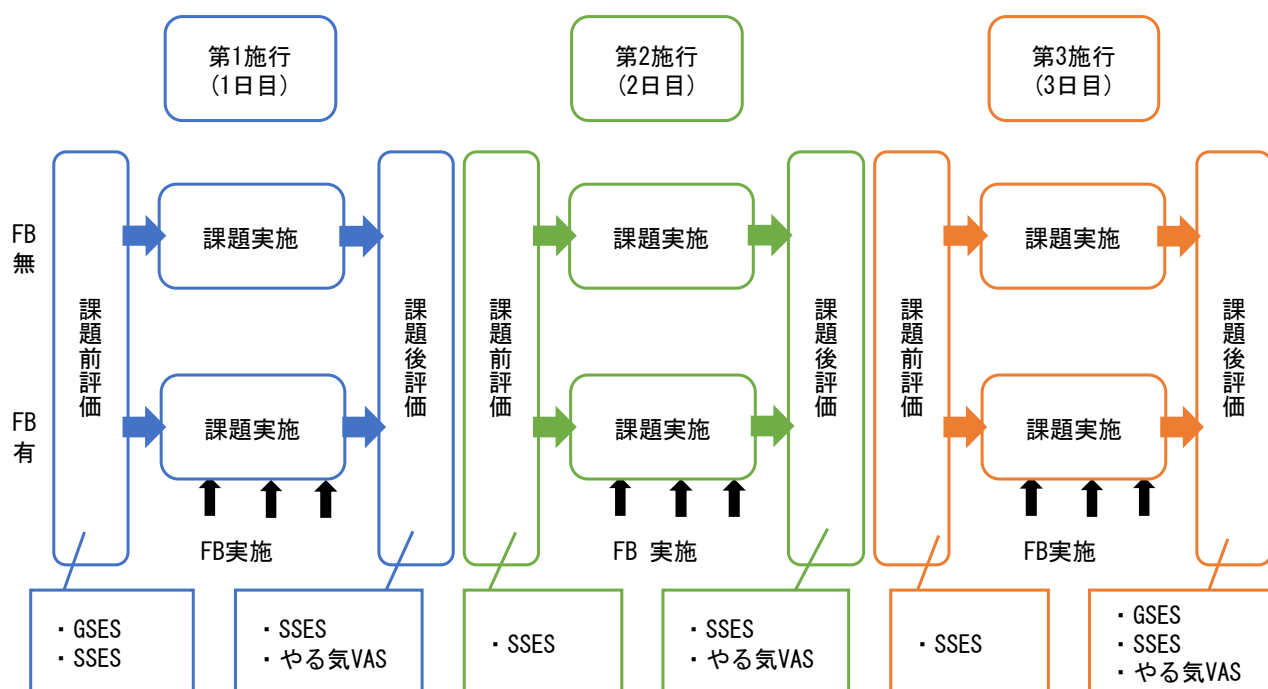 第1施行
(1日目)
第2施行
(2日目)
第3施行
(3日目)
FB
無
FB
有
課題前評価
課題実施
課題実施
課題後評価
FB実施
課題前評価
課題実施
課題実施
課題後評価
FB 実施
課題前評価
課題実施
課題実施
課題後評価
FB実施
・GSES
・SSES
・SSES
・やる気VAS
・SSES
・SSES
・やる気VAS
・SSES
・GSES
・SSES
・やる気VAS